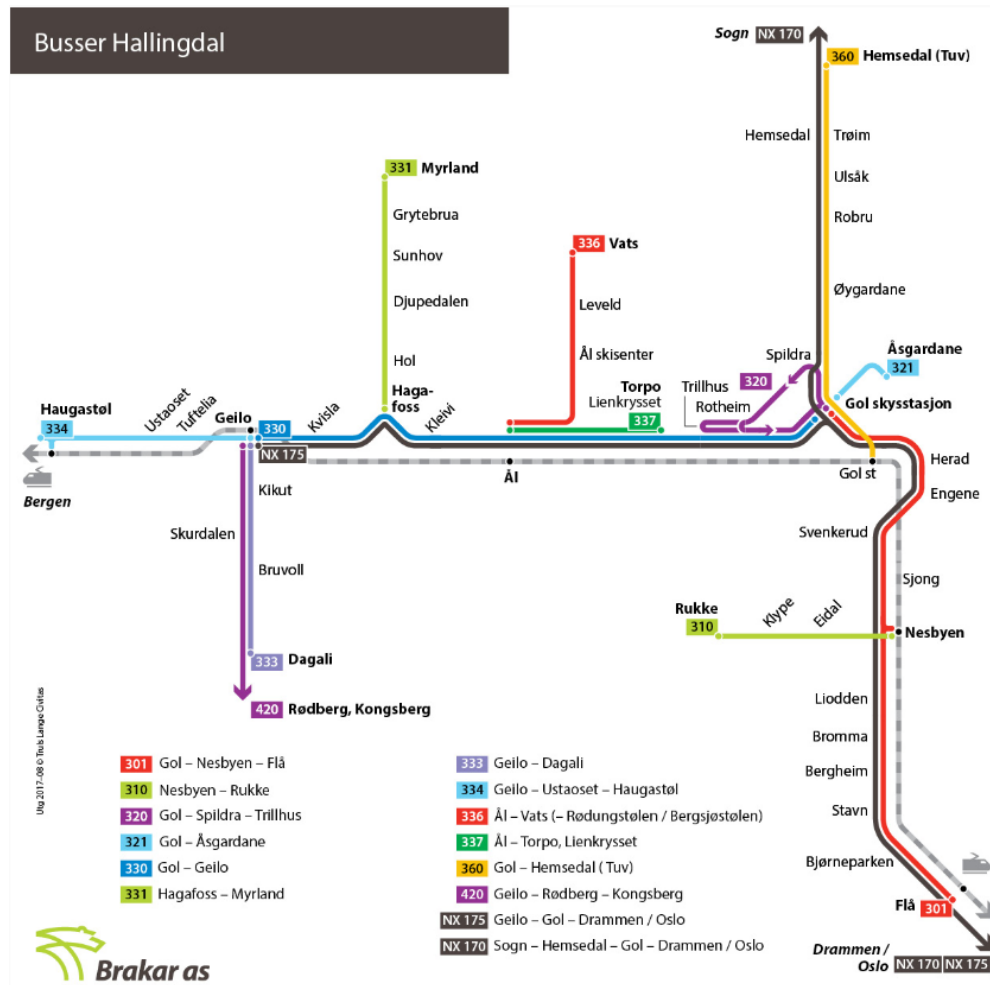 Busser Hallingdal
Sogn NX 170
360 Hemsedal (Tuv)
Hemsedal
Trøim
Ulsåk
Robru
Øygardane
331 Myrland
Grytebrua
Sunhov
Djupedalen
Hol
Haga-
foss
336 Vats
Leveld
Ål skisenter
Torpo
Lienkrysset
337
Spildra
Trillhus
320
Rotheim
Åsgardane
321
Gol skysstasjon
Haugastøl
334
Ustaoset
Tuftelia
Geilo
330
NX 175
Kvisla
Kleivi
Ål
Gol st
Herad
Engene
Bergen
Kikut
Skurdalen
Bruvoll
Svenkerud
Sjong
Rukke
310
Klype
Eidal
Nesbyen
333 Dagali
420 Rødberg, Kongsberg
Liodden
Bromma
Bergheim
Stavn
Bjørneparken
Flå 301
Drammen /
Oslo NX 170 NX 175
Utg 2017-08 © Truls Lange Civitas
301 Gol – Nesbyen – Flå
310 Nesbyen – Rukke
320 Gol – Spildra – Trillhus
321 Gol – Åsgardane
330 Gol – Geilo
331 Hagafoss – Myrland
333 Geilo – Dagali
334 Geilo – Ustaoset – Haugastøl
336 Ål – Vats (– Rødungstølen / Bergsjøstølen)
337 Ål – Torpo, Lienkrysset
360 Gol – Hemsedal ( Tuv)
420 Geilo – Rødberg – Kongsberg
NX 175 Geilo – Gol – Drammen / Oslo
NX 170 Sogn – Hemsedal – Gol – Drammen / Oslo
Brakar as